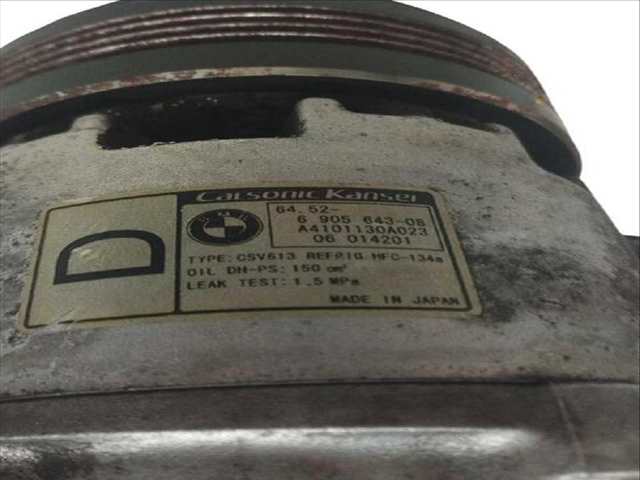 Calsonic Kansei
D
BMW
64.52-
6 905 643-08
A4101130A023
06 014201
TYPE: CSV613 REFRIG. HFC-134a
OIL DH-PS: 150 cm³
LEAK TEST: 1.5 MPa
MADE IN JAPAN